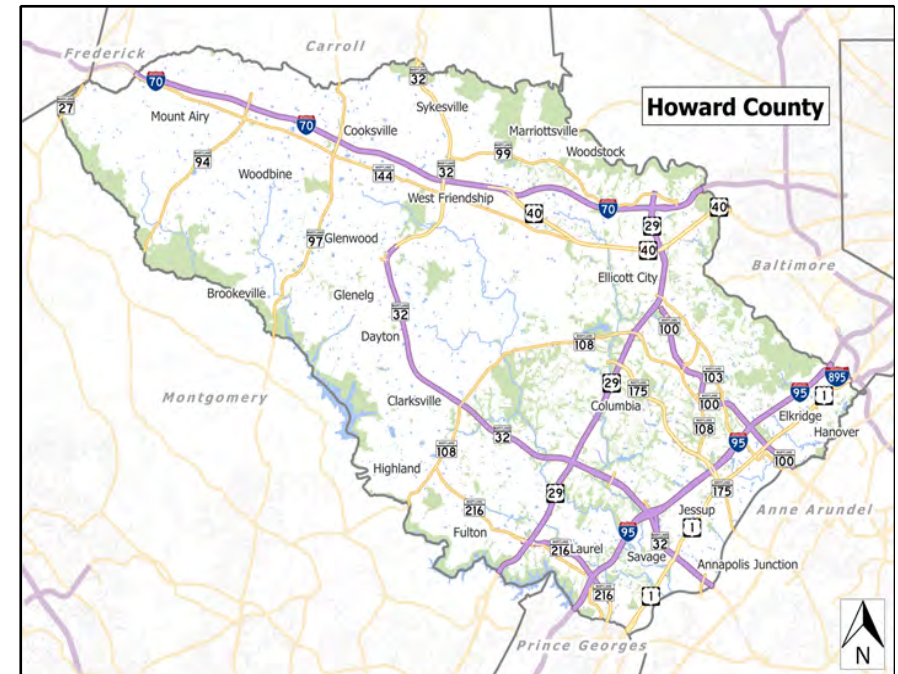 Carroll
Frederick
70
32
27
Sykesville
Howard County
Mount Airy
70
Cooksville
Marriottsville
99
Woodstock
94
144
32
Woodbine
West Friendship
40
70
40
29
97
Glenwood
40
Baltimore
Ellicott City
Brookeville
Glenelg
32
100
Dayton
108
103
895
95
29
175
100
1
Montgomery
Clarksville
Columbia
Elkridge
108
Hanover
32
95
108
100
Highland
175
29
216
Jessup
Anne Arundel
1
Fulton
95
32
216
Laurel
Savage
Annapolis Junction
216
1
Prince Georges
N